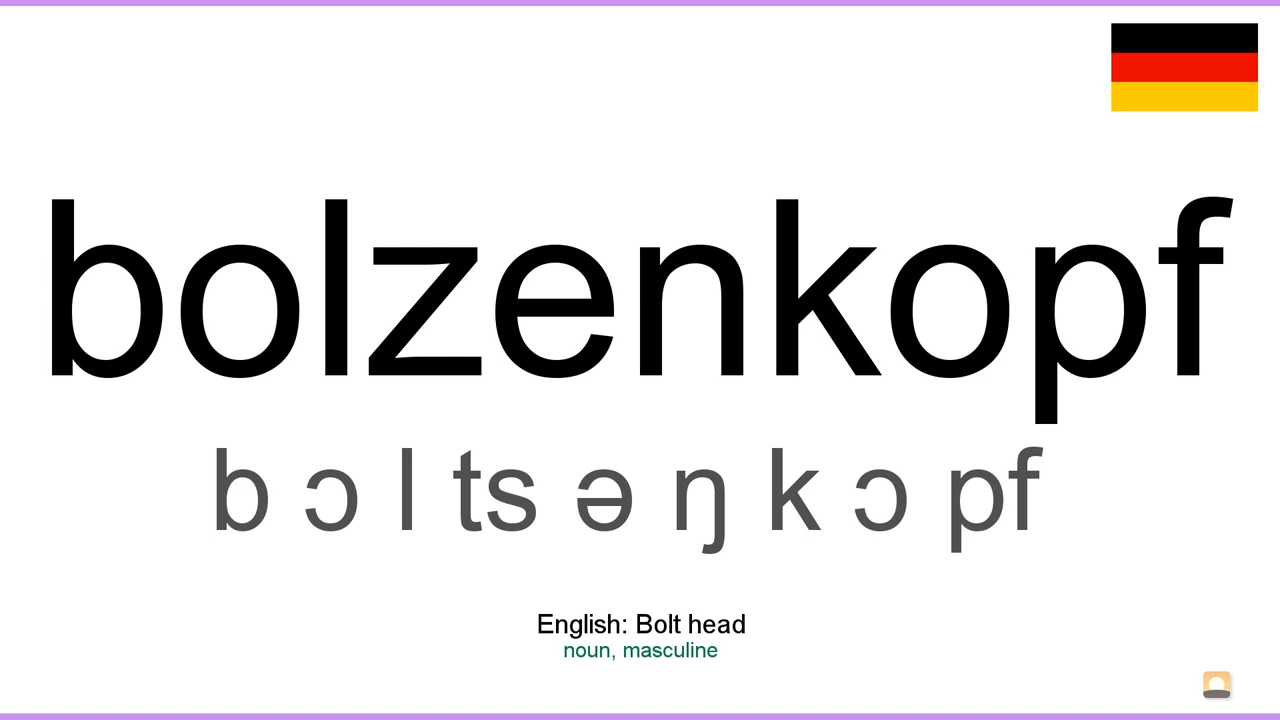 bolzenkopf
b ɔ l ts ə ŋ k ɔ pf
English: Bolt head
noun, masculine